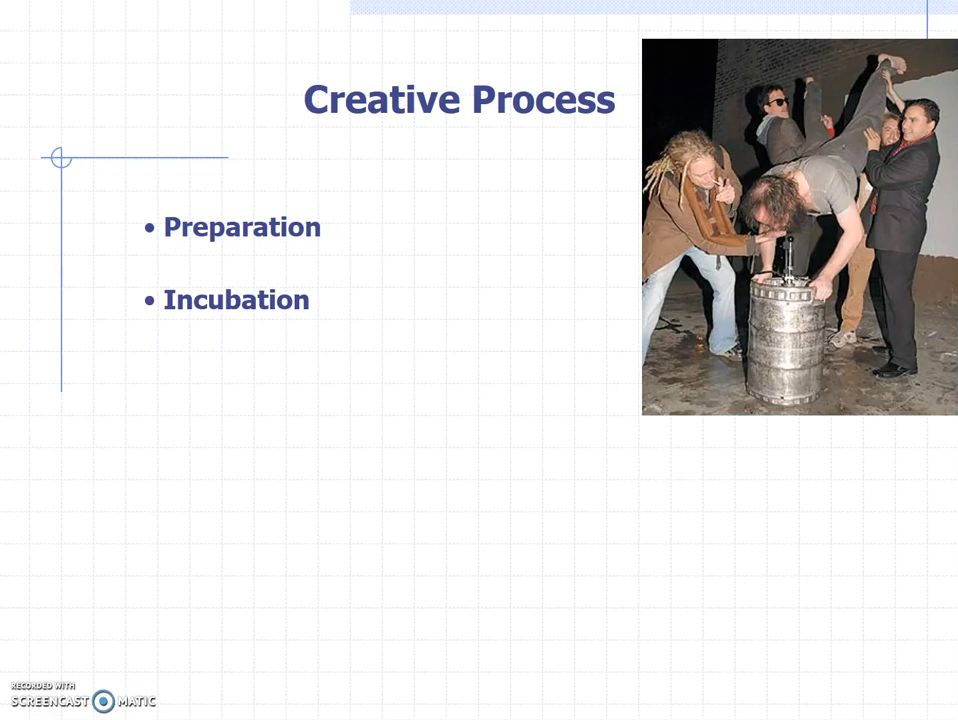 Creative Process
• Preparation
• Incubation
RECORDED WITH
SCREENCAST MATIC